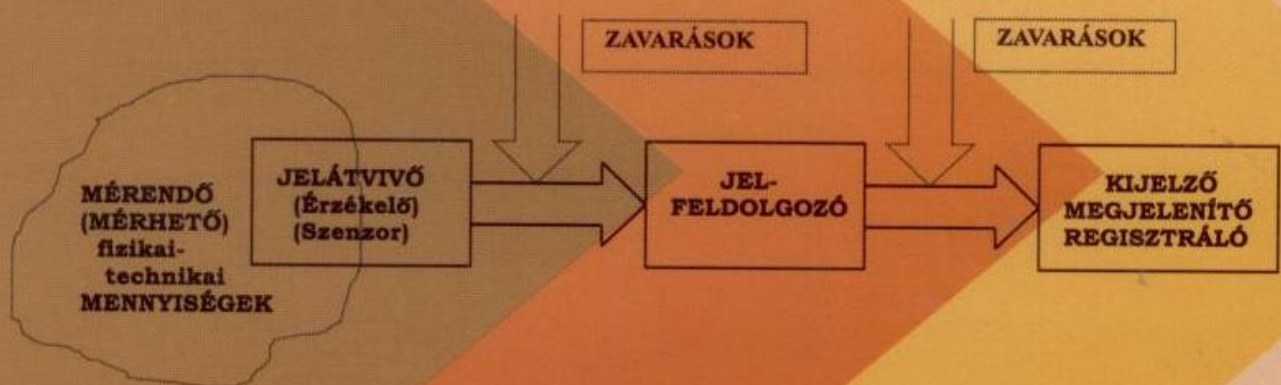 ZAVARÁSOK
ZAVARÁSOK
MÉRENDŐ
(MÉRHETŐ)
fizikai-
technikai
MENNYISÉGEK
JELÁTVIVŐ
(Érzékelő)
(Szenzor)
JEL-
FELDOLGOZÓ
KIJELZŐ
MEGJELENÍTŐ
REGISZTRÁLÓ